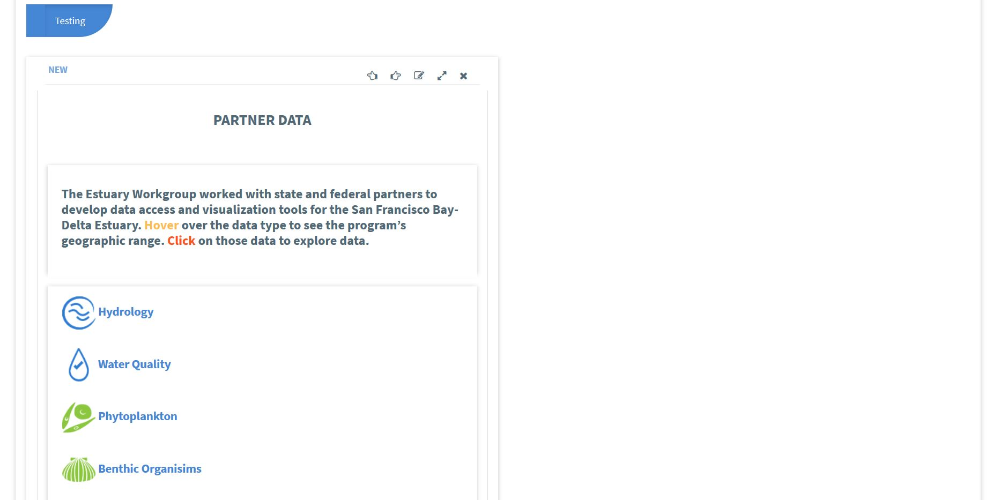 Testing
NEW
PARTNER DATA
The Estuary Workgroup worked with state and federal partners to
develop data access and visualization tools for the San Francisco Bay-
Delta Estuary. Hover over the data type to see the program’s
geographic range. Click on those data to explore data.
Hydrology
Water Quality
Phytoplankton
Benthic Organisims